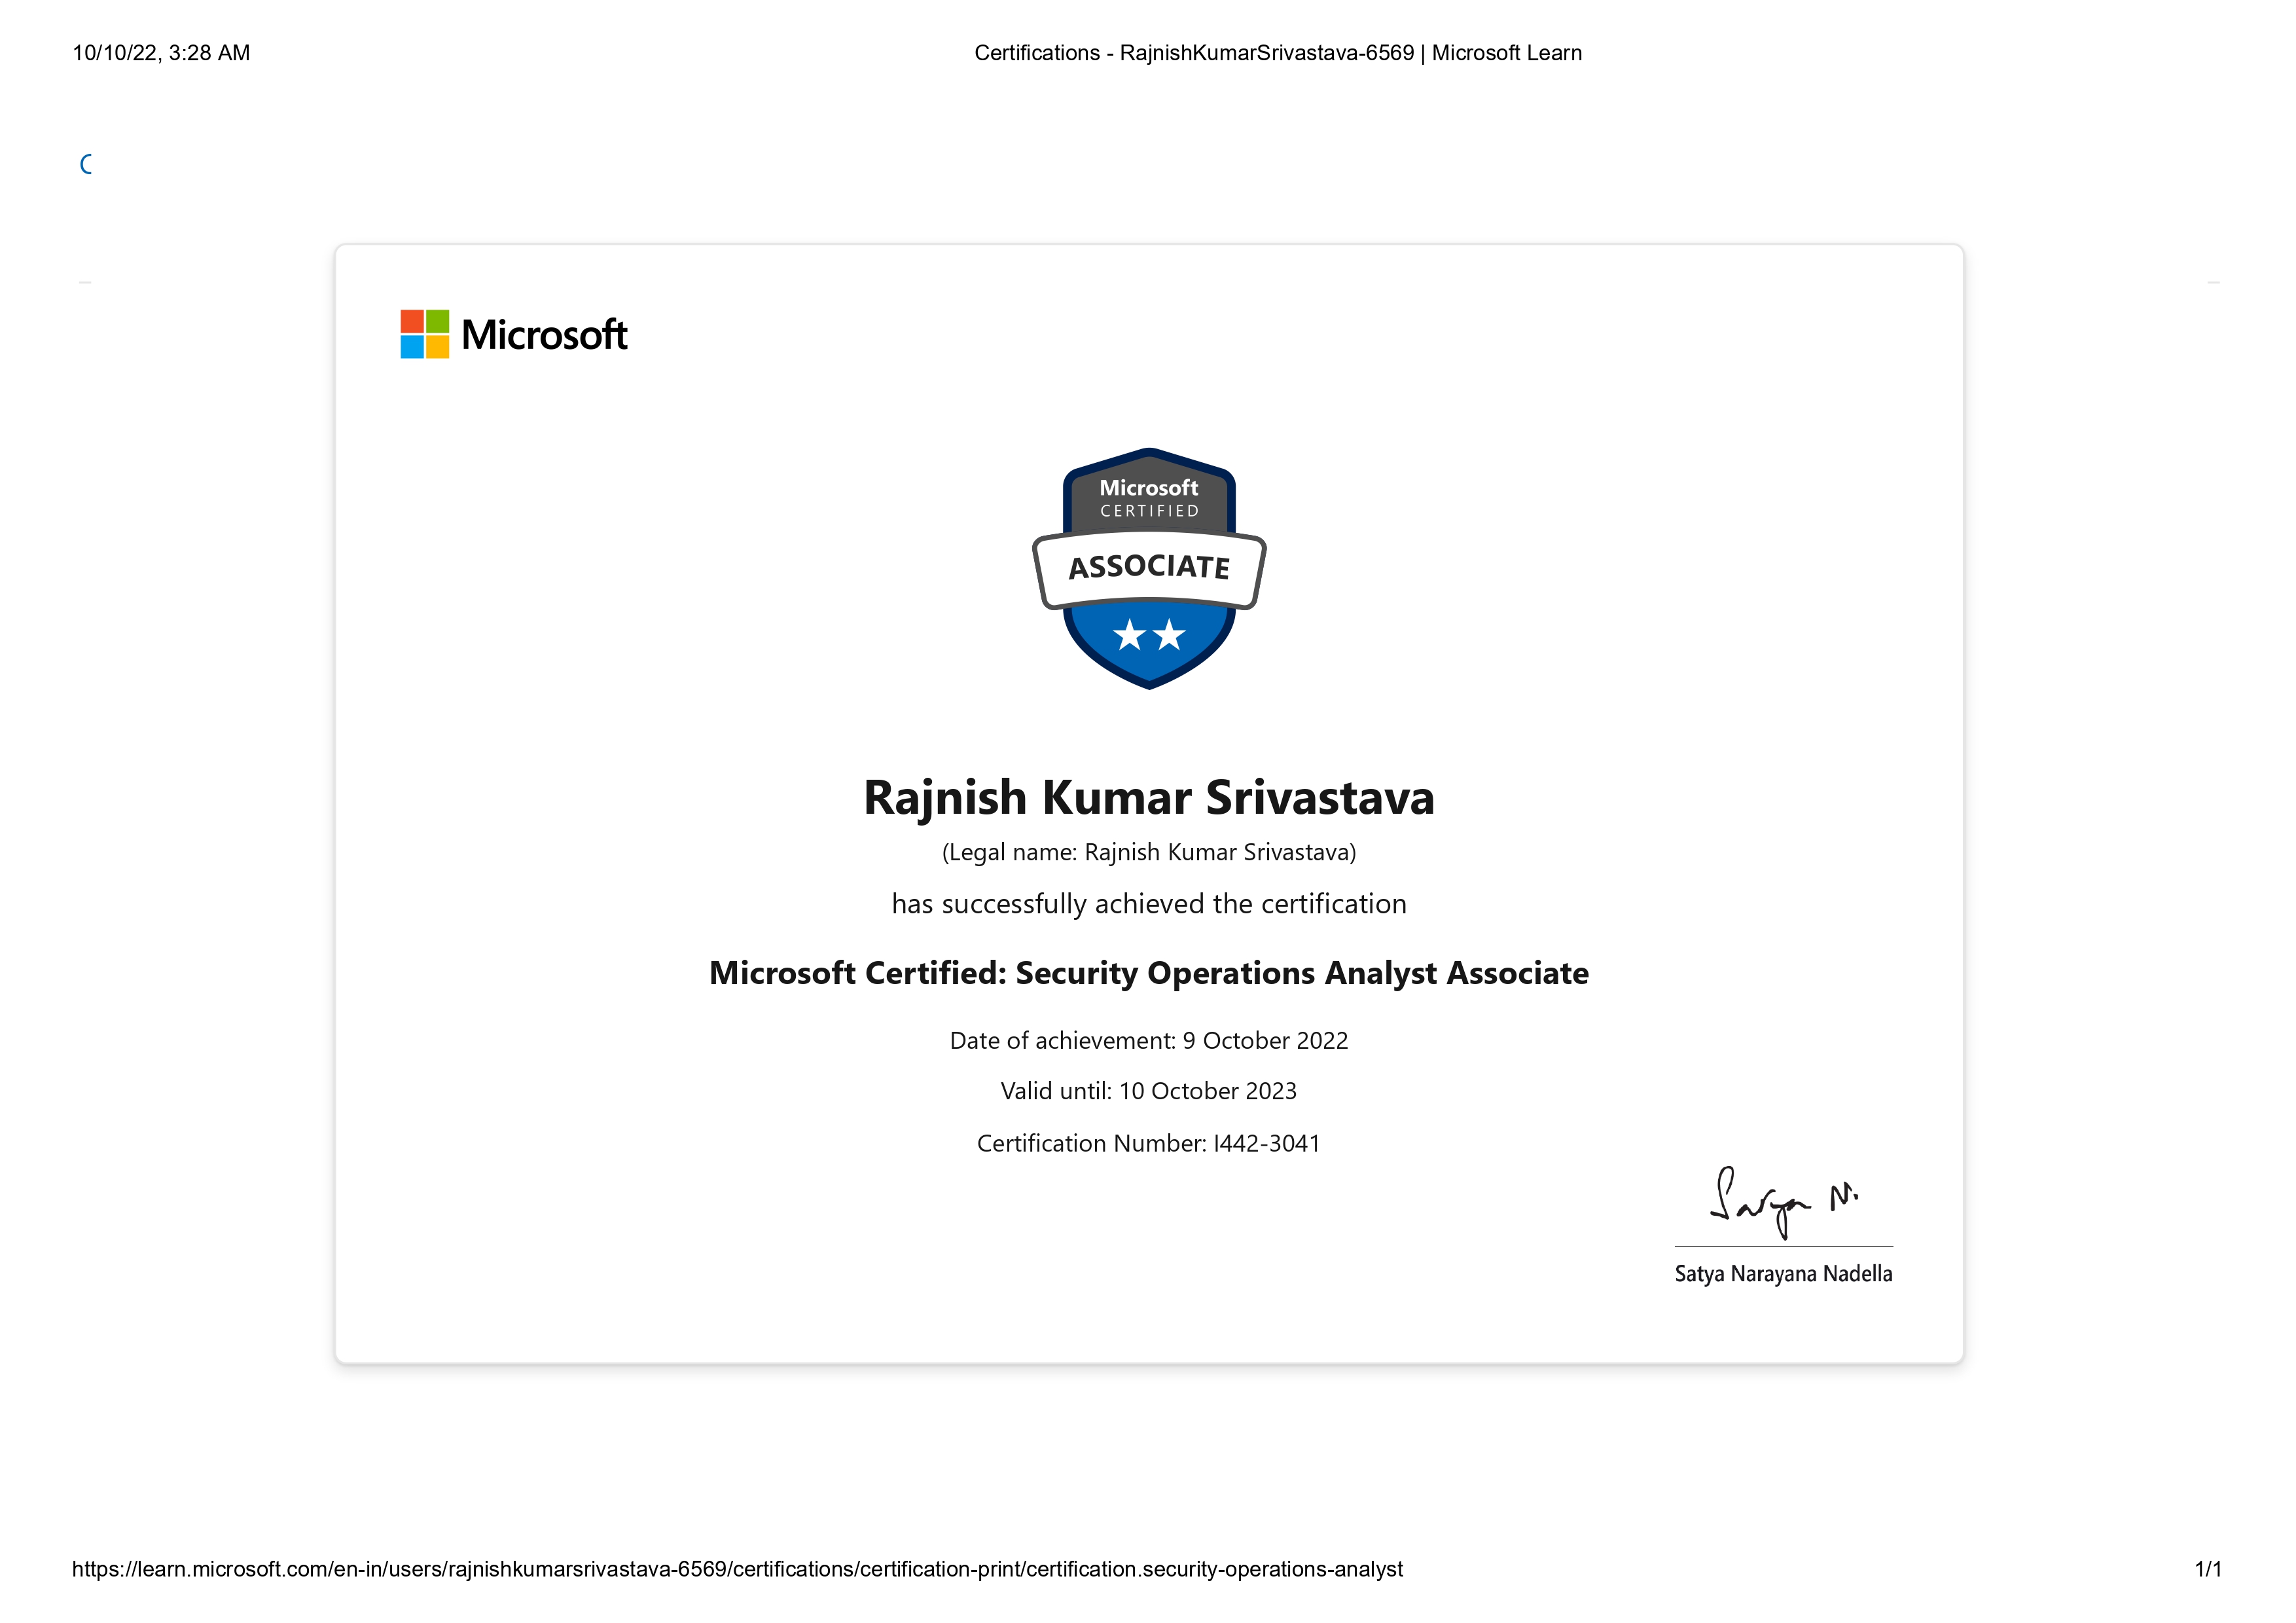 10/10/22, 3:28 AM
Certifications - RajnishKumarSrivastava-6569 | Microsoft Learn
Microsoft
Microsoft
CERTIFIED
ASSOCIATE
Rajnish Kumar Srivastava
(Legal name: Rajnish Kumar Srivastava)
has successfully achieved the certification
Microsoft Certified: Security Operations Analyst Associate
Date of achievement: 9 October 2022
Valid until: 10 October 2023
Certification Number: I442-3041
Satya N.
Satya Narayana Nadella
https://learn.microsoft.com/en-in/users/rajnishkumarsrivastava-6569/certifications/certification-print/certification.security-operations-analyst
1/1